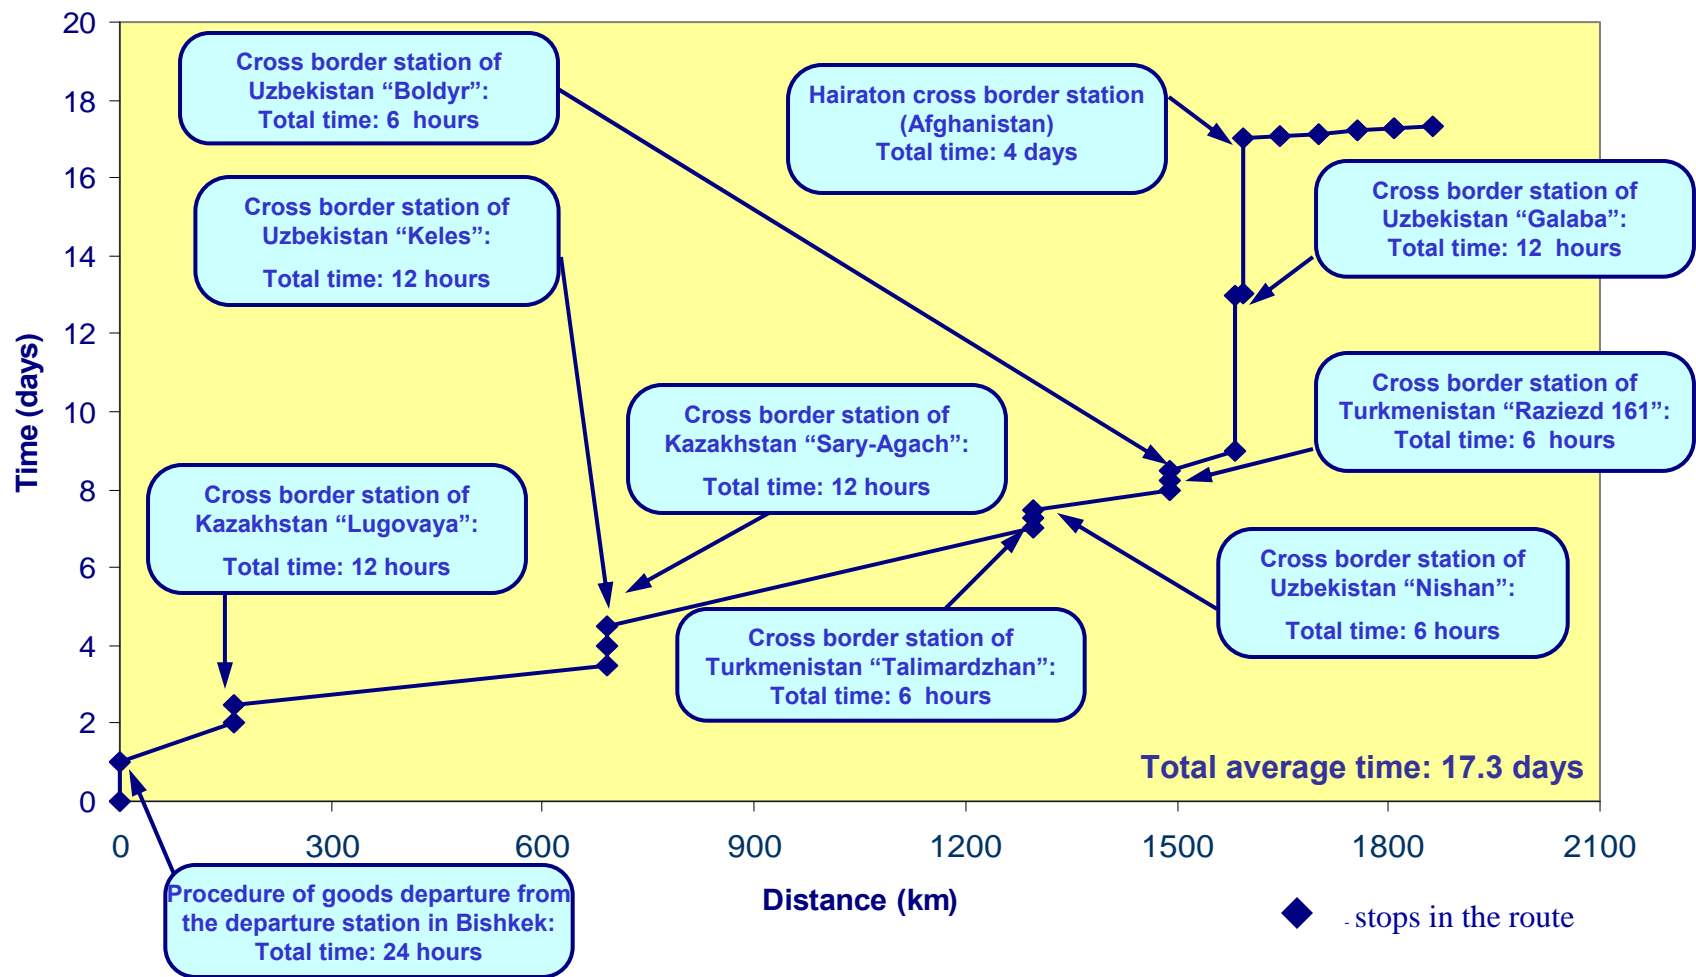 20
18
16
14
12
10
8
6
4
2
0
Time (days)
Cross border station of
Uzbekistan “Boldyr”:
Total time: 6 hours
Hairaton cross border station
(Afghanistan)
Total time: 4 days
Cross border station of
Uzbekistan “Keles”:
Total time: 12 hours
Cross border station of
Uzbekistan “Galaba”:
Total time: 12 hours
Cross border station of
Turkmenistan “Raziezd 161”:
Total time: 6 hours
Cross border station of
Kazakhstan “Sary-Agach”:
Total time: 12 hours
Cross border station of
Kazakhstan “Lugovaya”:
Total time: 12 hours
Cross border station of
Uzbekistan “Nishan”:
Total time: 6 hours
Cross border station of
Turkmenistan “Talimardzhan”:
Total time: 6 hours
Total average time: 17.3 days
0 300 600 900 1200 1500 1800 2100
Distance (km)
Procedure of goods departure from
the departure station in Bishkek:
Total time: 24 hours
- stops in the route